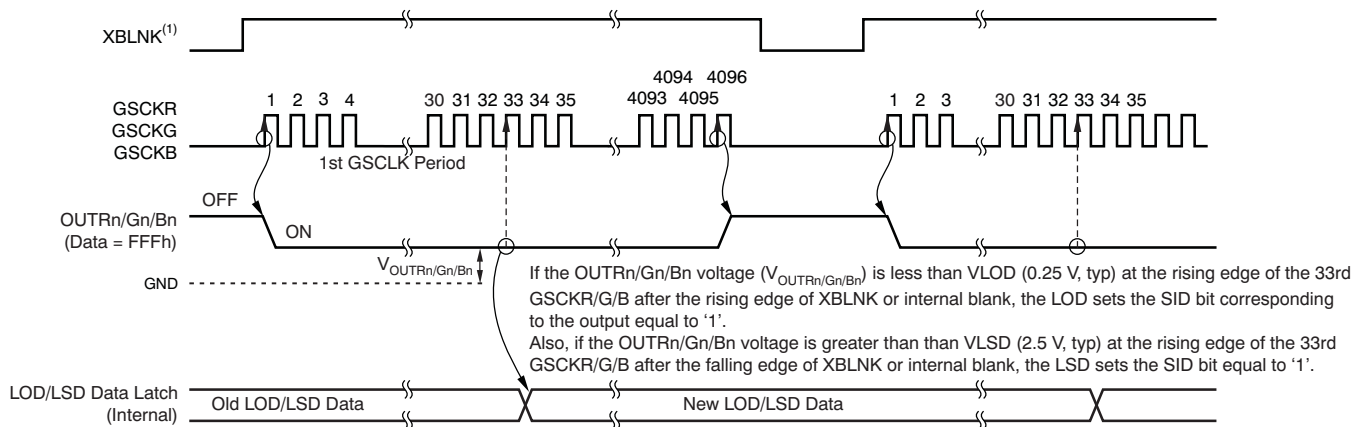 XBLNK(1)
4094 4096
1 2 3 4 30 31 32 33 34 35 4093 4095 1 2 3 30 31 32 33 34 35
GSCKR
GSCKG
GSCKB
1st GSCLK Period
OFF
OUTRn/Gn/Bn
(Data = FFFh)
ON
VOUTRn/Gn/Bn
GND
If the OUTRn/Gn/Bn voltage (VOUTRn/Gn/Bn) is less than VLOD (0.25 V, typ) at the rising edge of the 33rd
GSCKR/G/B after the rising edge of XBLNK or internal blank, the LOD sets the SID bit corresponding
to the output equal to ‘1’.
Also, if the OUTRn/Gn/Bn voltage is greater than than VLSD (2.5 V, typ) at the rising edge of the 33rd
GSCKR/G/B after the falling edge of XBLNK or internal blank, the LSD sets the SID bit equal to ‘1’.
LOD/LSD Data Latch
(Internal)
Old LOD/LSD Data
New LOD/LSD Data